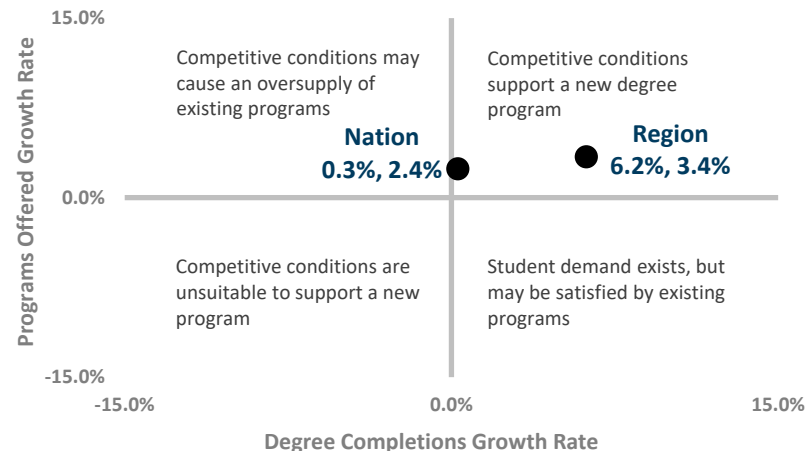 15.0%
Competitive conditions may
cause an oversupply of
existing programs
Competitive conditions
support a new degree
program
Nation
0.3%, 2.4%
Region
6.2%, 3.4%
Programs Offered Growth Rate
0.0%
Competitive conditions are
unsuitable to support a new
program
Student demand exists, but
may be satisfied by existing
programs
-15.0%
-15.0%
0.0%
15.0%
Degree Completions Growth Rate